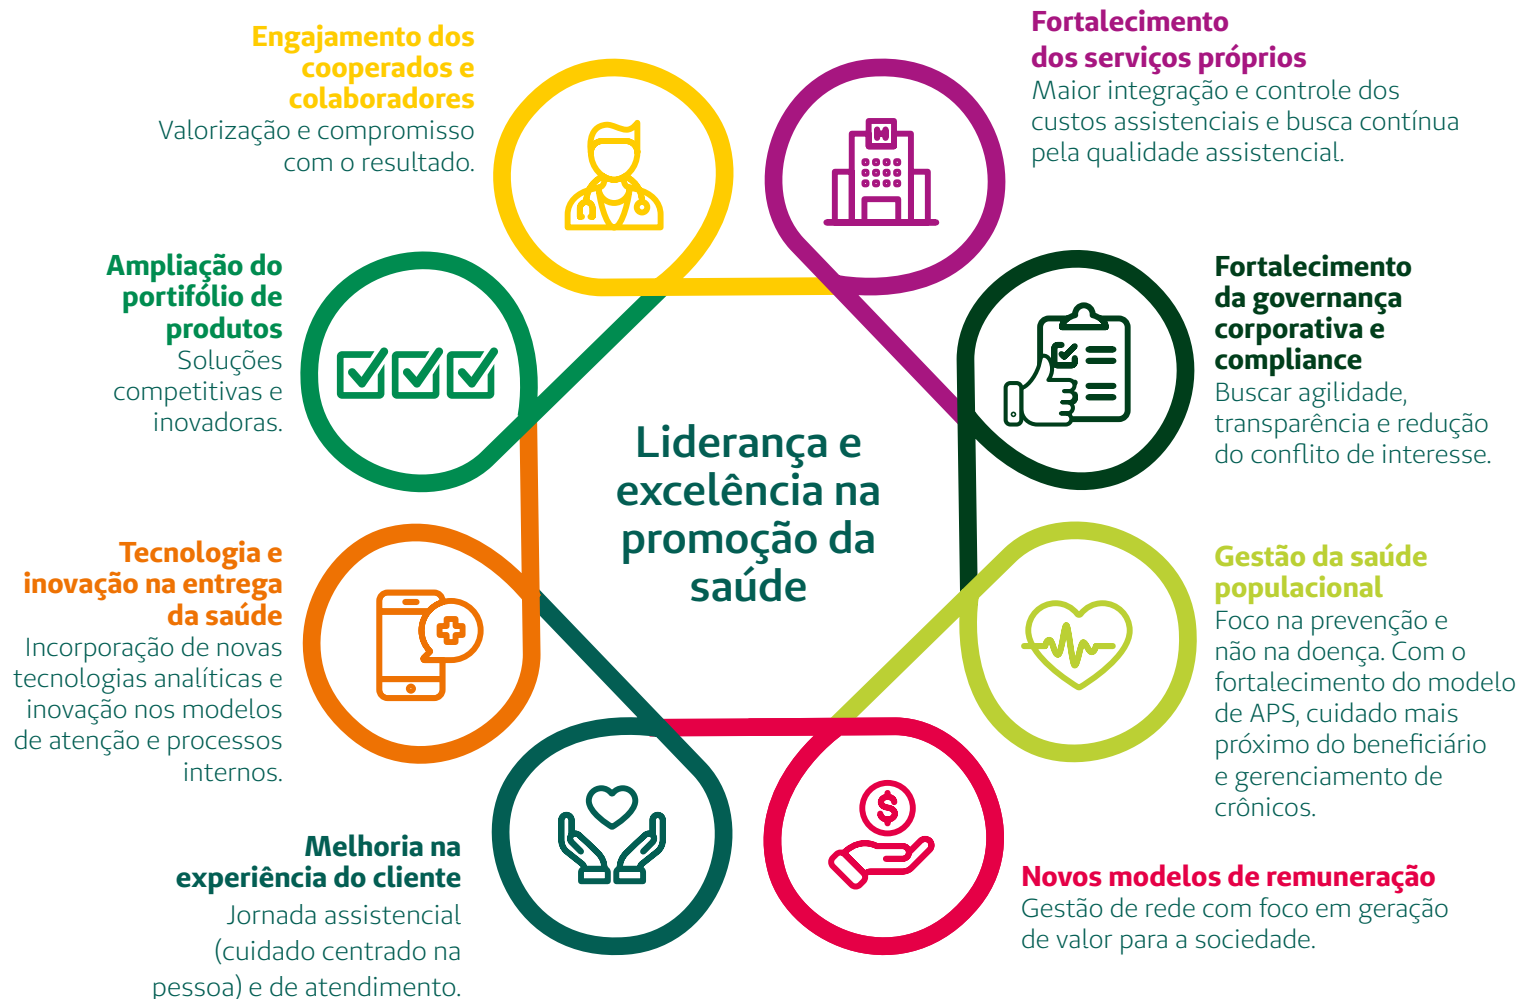 Engajamento dos
cooperados e
colaboradores
Valorização e compromisso
com o resultado.
Fortalecimento
dos serviços próprios
Maior integração e controle dos
custos assistenciais e busca contínua
pela qualidade assistencial.
Ampliação do
portifólio de
produtos
Soluções
competitivas e
inovadoras.
Fortalecimento
da governança
corporativa e
compliance
Buscar agilidade,
transparência e redução
do conflito de interesse.
Liderança e
excelência na
promoção da
saúde
Tecnologia e
inovação na entrega
da saúde
Incorporação de novas
tecnologias analíticas e
inovação nos modelos
de atenção e processos
internos.
Gestão da saúde
populacional
Foco na prevenção e
não na doença. Com o
fortalecimento do modelo
de APS, cuidado mais
próximo do beneficiário
e gerenciamento de
crônicos.
Melhoria na
experiência do cliente
Jornada assistencial
(cuidado centrado na
pessoa) e de atendimento.
H
$
Novos modelos de remuneração
Gestão de rede com foco em geração
de valor para a sociedade.